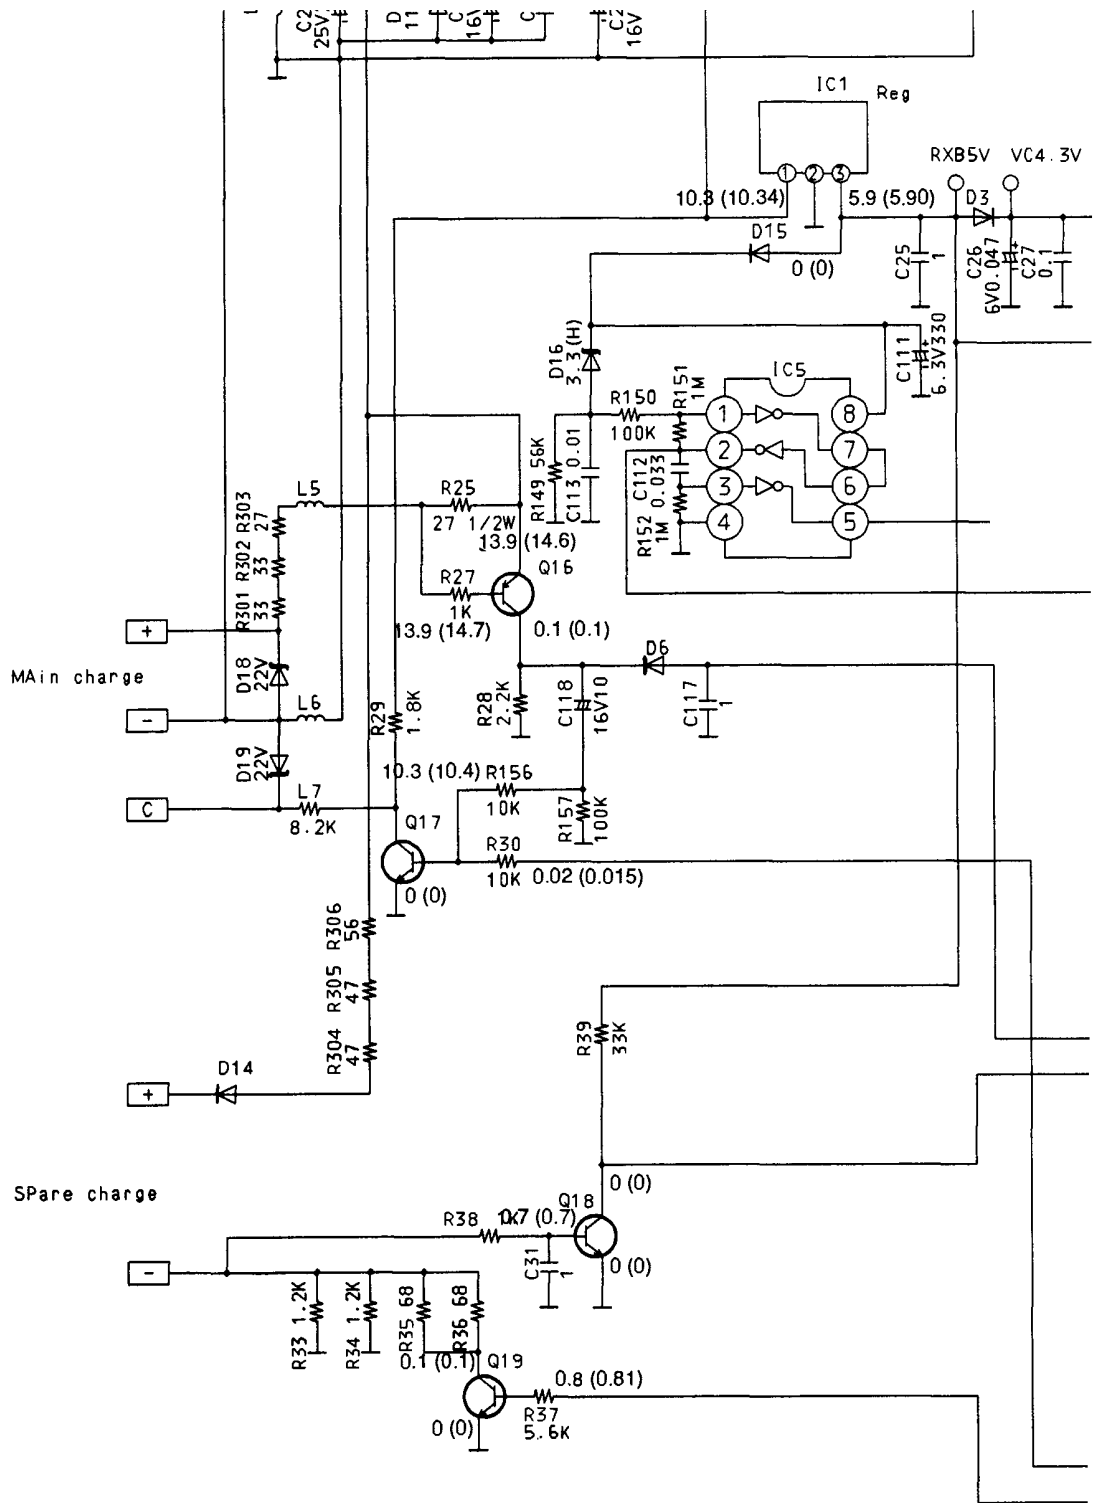 C2
25V
D
11
C
16V
C
C2
16V
IC1
Reg
1
2
3
10.3 (10.34)
5.9 (5.90)
RXB5V
VC4.3V
D3
D15
0 (0)
C25
1
C26
6V0.047
C27
0.1
D16
3.3 (H)
C111
6.3V330
IC5
R150
100K
R151
1M
1
2
3
4
8
7
6
5
R149 56K
C113 0.01
C112
0.033
R152
1M
L5
R25
27 1/2W
13.9 (14.6)
R303
27
R302
33
R301
33
R27
1K
13.9 (14.7)
Q16
0.1 (0.1)
+
MAin charge
-
C
D18
22V
L6
D19
22V
L7
8.2K
R29
1.8K
R28
2.2K
C118
16V10
D6
C117
1
10.3 (10.4)
R156
10K
R157
100K
Q17
0 (0)
R30
10K
0.02 (0.015)
R306
56
R305
47
R304
47
D14
+
R39
33K
SPare charge
-
0 (0)
Q18
R38
1K
0.7 (0.7)
C31
1
0 (0)
R33 1.2K
R34 1.2K
R35 68
R36 68
0.1 (0.1)
Q19
0.8 (0.81)
0 (0)
R37
5.6K